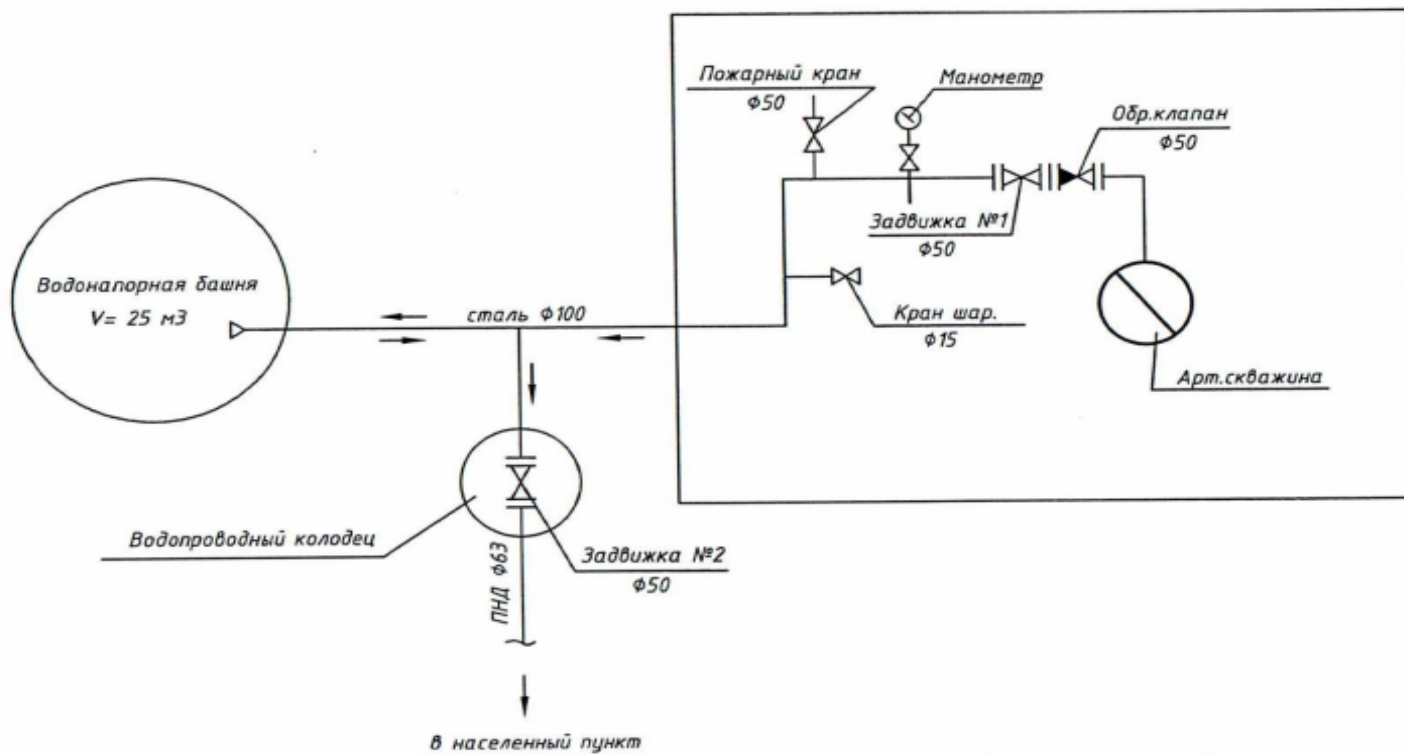 Пожарный кран
Ф50
Манометр
Обр.клапан
Ф50
Задвижка №1
Ф50
Водонапорная башня
V= 25 м3
сталь Ф100
Кран шар.
Ф15
Арт.скважина
Водопроводный колодец
ПНД Ф63
Задвижка №2
Ф50
в населенный пункт